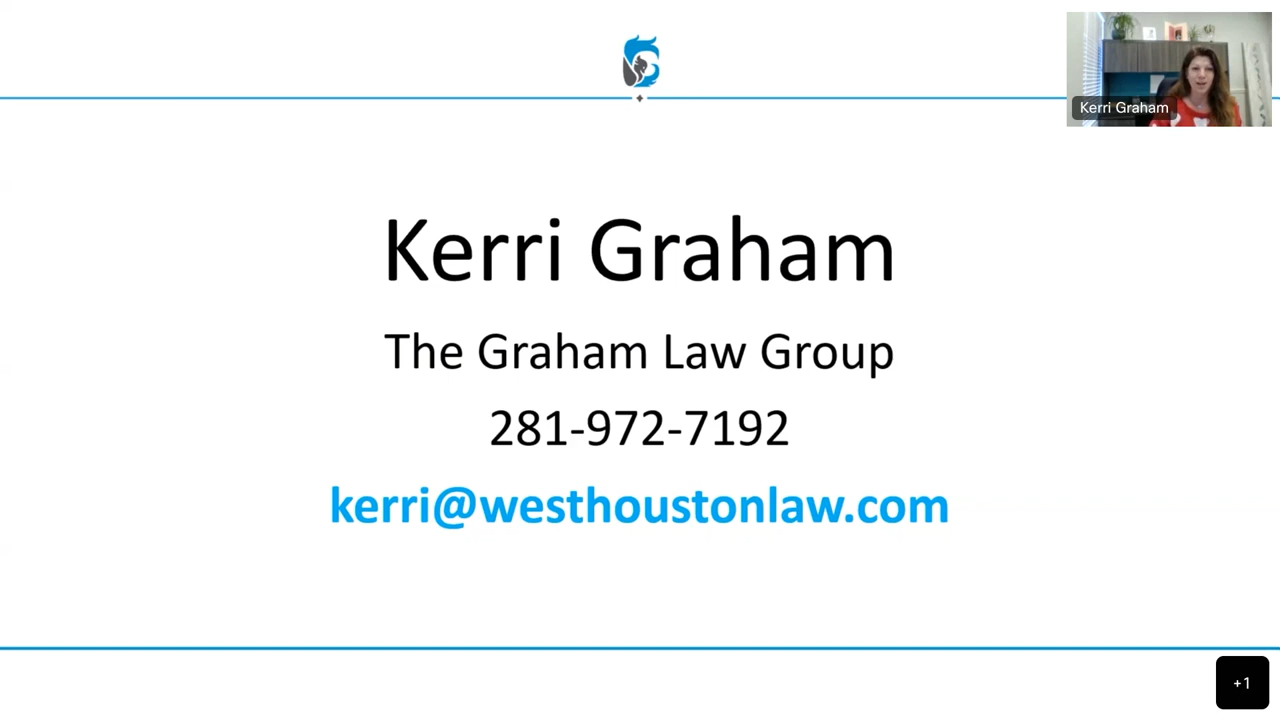 Kerri Graham
Kerri Graham
The Graham Law Group
281-972-7192
kerri@westhoustonlaw.com
+1